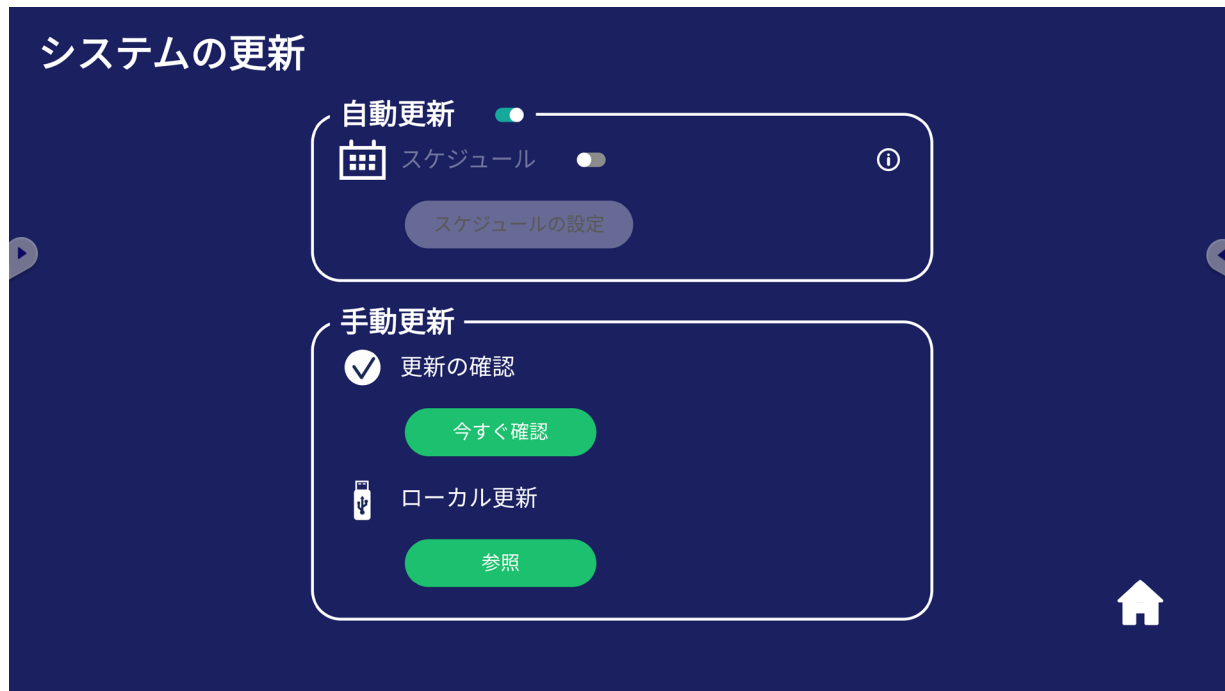 システムの更新
自動更新
スケジュール
スケジュールの設定
手動更新
更新の確認
今すぐ確認
ローカル更新
参照